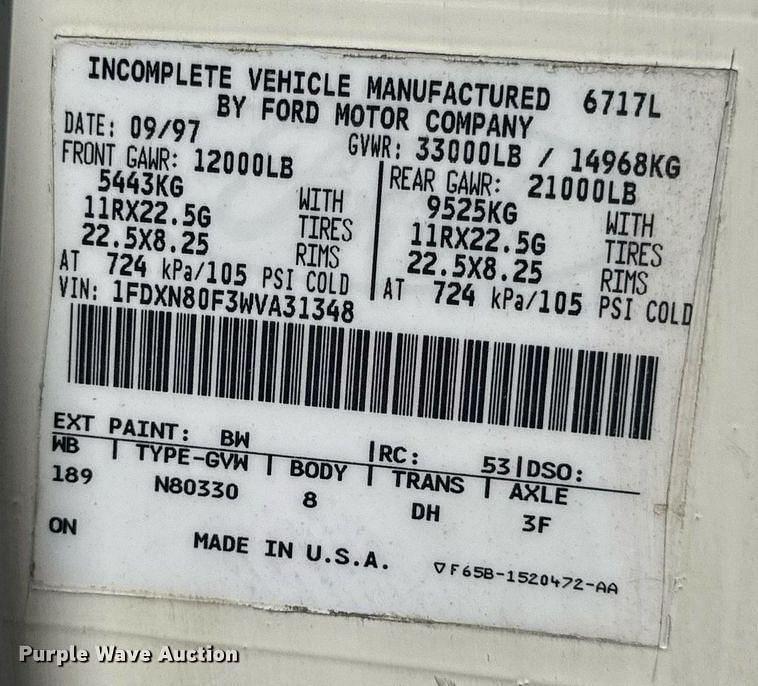 INCOMPLETE VEHICLE MANUFACTURED 6717L
BY FORD MOTOR COMPANY
DATE: 09/97 GVWR: 33000LB / 14968KG
FRONT GAWR: 12000LB
5443KG WITH
11RX22.5G TIRES
22.5X8.25 RIMS
AT 724 kPa/105 PSI COLD
REAR GAWR: 21000LB
9525KG WITH
11RX22.5G TIRES
22.5X8.25 RIMS
AT 724 kPa/105 PSI COLD
VIN: 1FDXN80F3WVA31348
EXT PAINT: BW RC: 53 DSO:
WB TYPE-GVW BODY TRANS AXLE
189 N80330 8 DH 3F
ON MADE IN U.S.A. F65B-1520472-AA
Purple Wave Auction